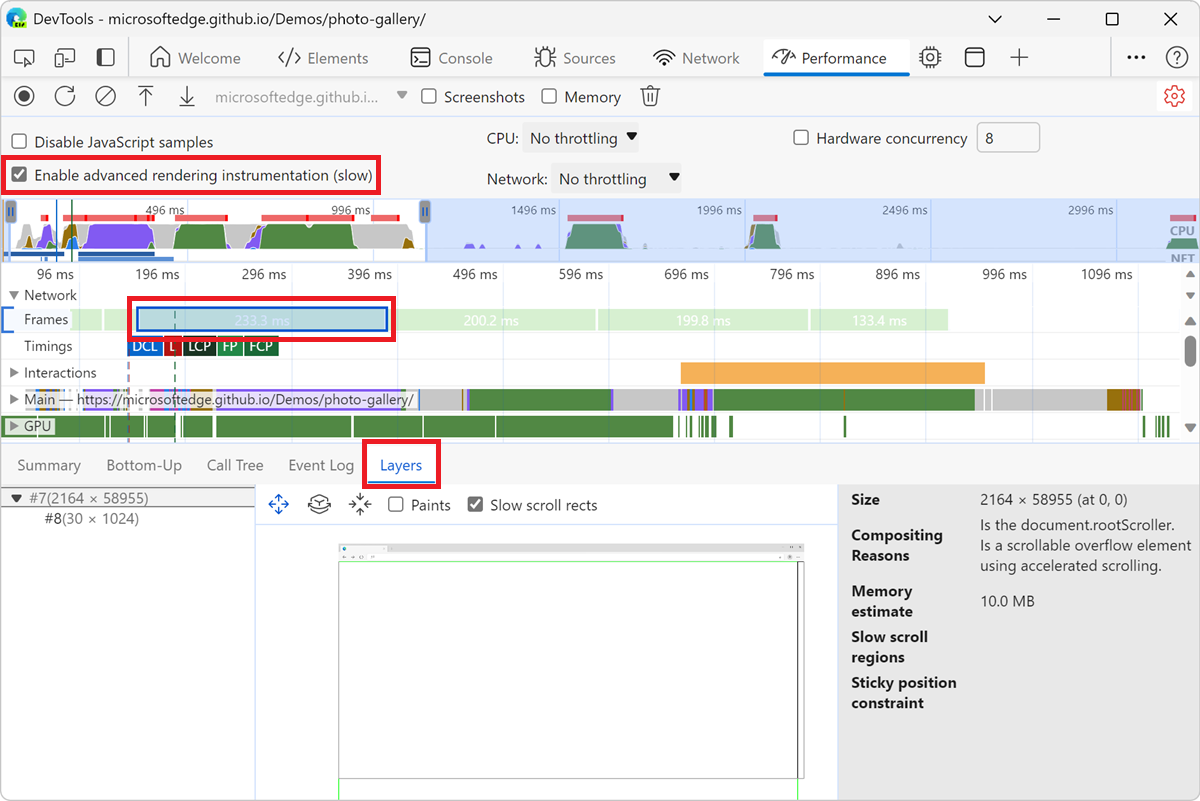 DevTools - microsoftedge.github.io/Demos/photo-gallery/
Welcome
Elements
Console
Sources
Network
Performance
microsoftedge.github.i...
Screenshots
Memory
Disable JavaScript samples
CPU: No throttling
Hardware concurrency 8
Enable advanced rendering instrumentation (slow)
Network: No throttling
496 ms 996 ms 1496 ms 1996 ms 2496 ms 2996 ms
CPU
NET
96 ms 196 ms 296 ms 396 ms 496 ms 596 ms 696 ms 796 ms 896 ms 996 ms 1096 ms
Network
Frames 233.3 ms 200.2 ms 199.8 ms 133.4 ms
Timings DCL L LCP FP FCP
Interactions
Main — https://microsoftedge.github.io/Demos/photo-gallery/
GPU
Summary Bottom-Up Call Tree Event Log Layers
#7(2164 × 58955)
#8(30 × 1024)
Paints
Slow scroll rects
Size 2164 × 58955 (at 0, 0)
Compositing Reasons
Is the document.rootScroller.
Is a scrollable overflow element
using accelerated scrolling.
Memory estimate
10.0 MB
Slow scroll
regions
Sticky position
constraint